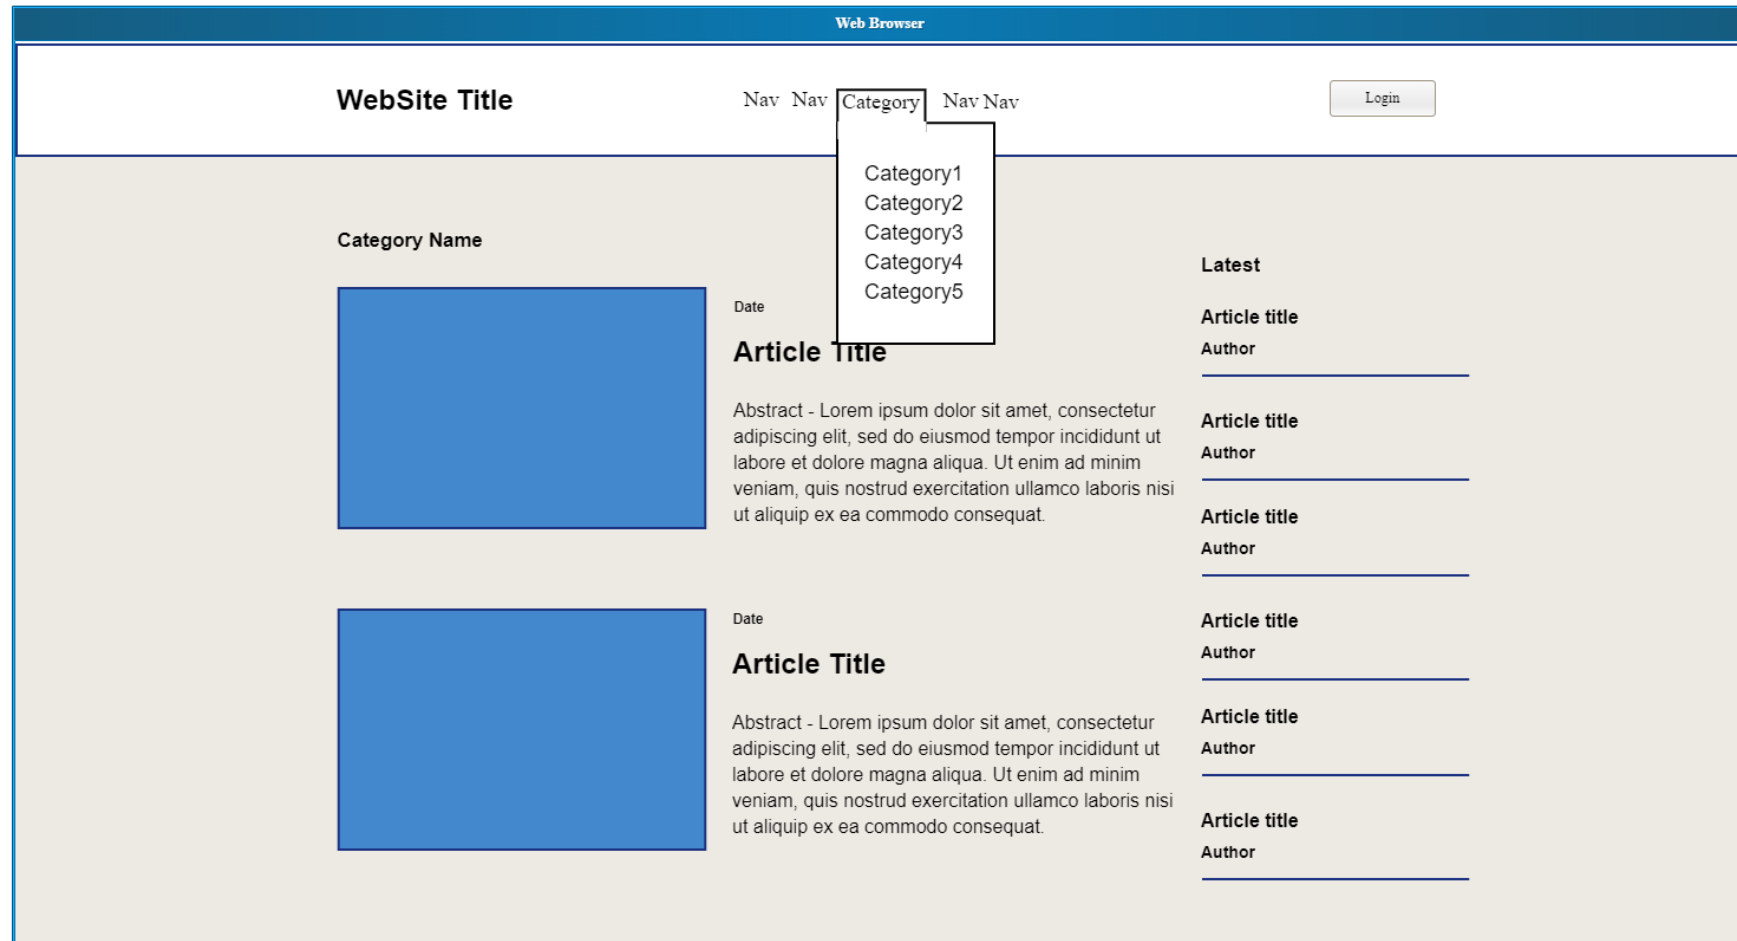 Web Browser
WebSite Title
Nav Nav Category Nav Nav
Login
Category1
Category2
Category3
Category4
Category5
Category Name
Date
Article Title
Abstract - Lorem ipsum dolor sit amet, consectetur
adipiscing elit, sed do eiusmod tempor incididunt ut
labore et dolore magna aliqua. Ut enim ad minim
veniam, quis nostrud exercitation ullamco laboris nisi
ut aliquip ex ea commodo consequat.
Date
Article Title
Abstract - Lorem ipsum dolor sit amet, consectetur
adipiscing elit, sed do eiusmod tempor incididunt ut
labore et dolore magna aliqua. Ut enim ad minim
veniam, quis nostrud exercitation ullamco laboris nisi
ut aliquip ex ea commodo consequat.
Latest
Article title
Author
Article title
Author
Article title
Author
Article title
Author
Article title
Author
Article title
Author